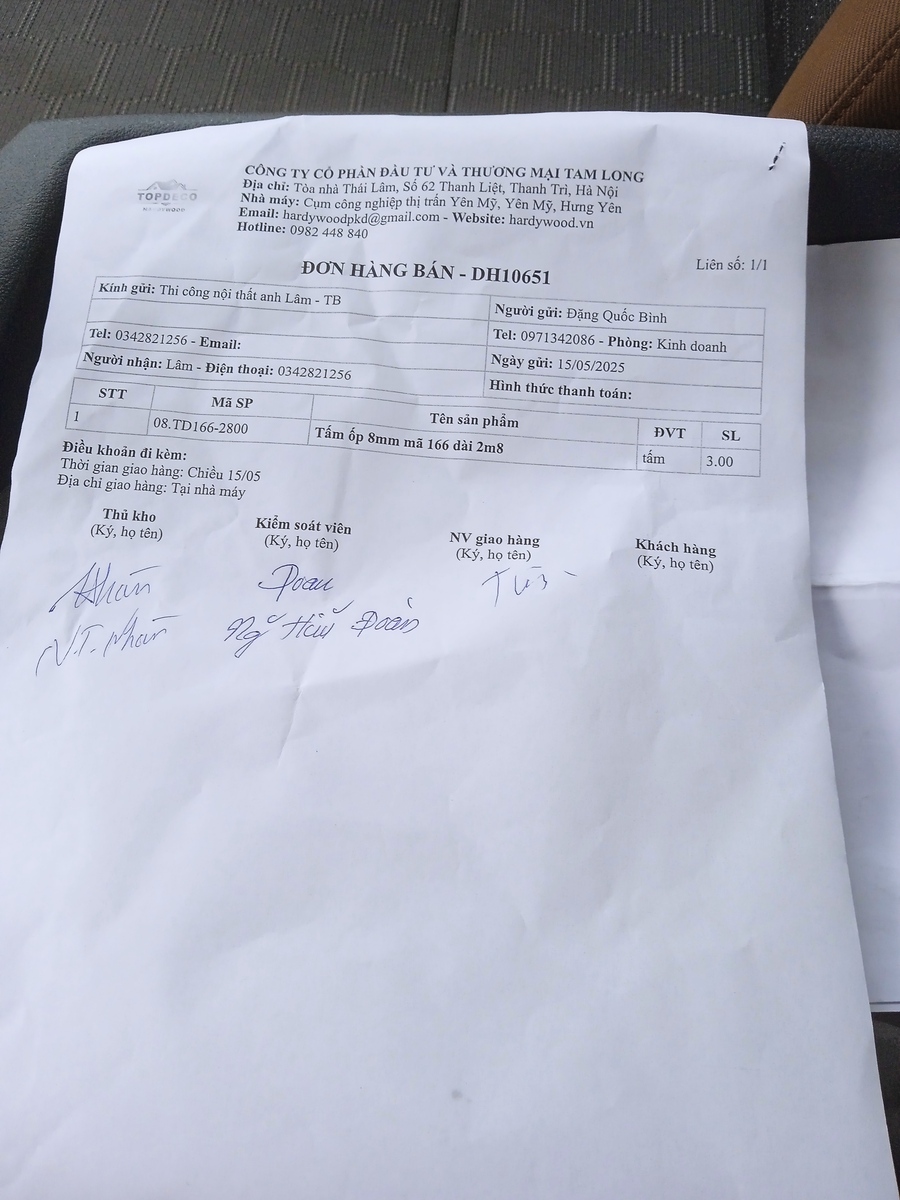 TOPDECO
HARDYWOOD
CÔNG TY CỔ PHẦN ĐẦU TƯ VÀ THƯƠNG MẠI TAM LONG
Địa chỉ: Tòa nhà Thái Lâm, Số 62 Thanh Liệt, Thanh Trì, Hà Nội
Nhà máy: Cụm công nghiệp thị trấn Yên Mỹ, Yên Mỹ, Hưng Yên
Email: hardywoodpkd@gmail.com - Website: hardywood.vn
Hotline: 0982 448 840
Liên số: 1/1
ĐƠN HÀNG BÁN - DH10651
Kính gửi: Thi công nội thất anh Lâm - TB
Tel: 0342821256 - Email:
Người nhận: Lâm - Điện thoại: 0342821256
Người gửi: Đặng Quốc Bình
Tel: 0971342086 - Phòng: Kinh doanh
Ngày gửi: 15/05/2025
Hình thức thanh toán:
STT Mã SP Tên sản phẩm ĐVT SL
1 08.TD166-2800 Tấm ốp 8mm mã 166 dài 2m8 tấm 3.00
Điều khoản đi kèm:
Thời gian giao hàng: Chiều 15/05
Địa chỉ giao hàng: Tại nhà máy
Thủ kho Kiểm soát viên NV giao hàng Khách hàng
(Ký, họ tên) (Ký, họ tên) (Ký, họ tên) (Ký, họ tên)
Nhàn Đoàn
N.T. Nhàn Ng Hữu Đoàn